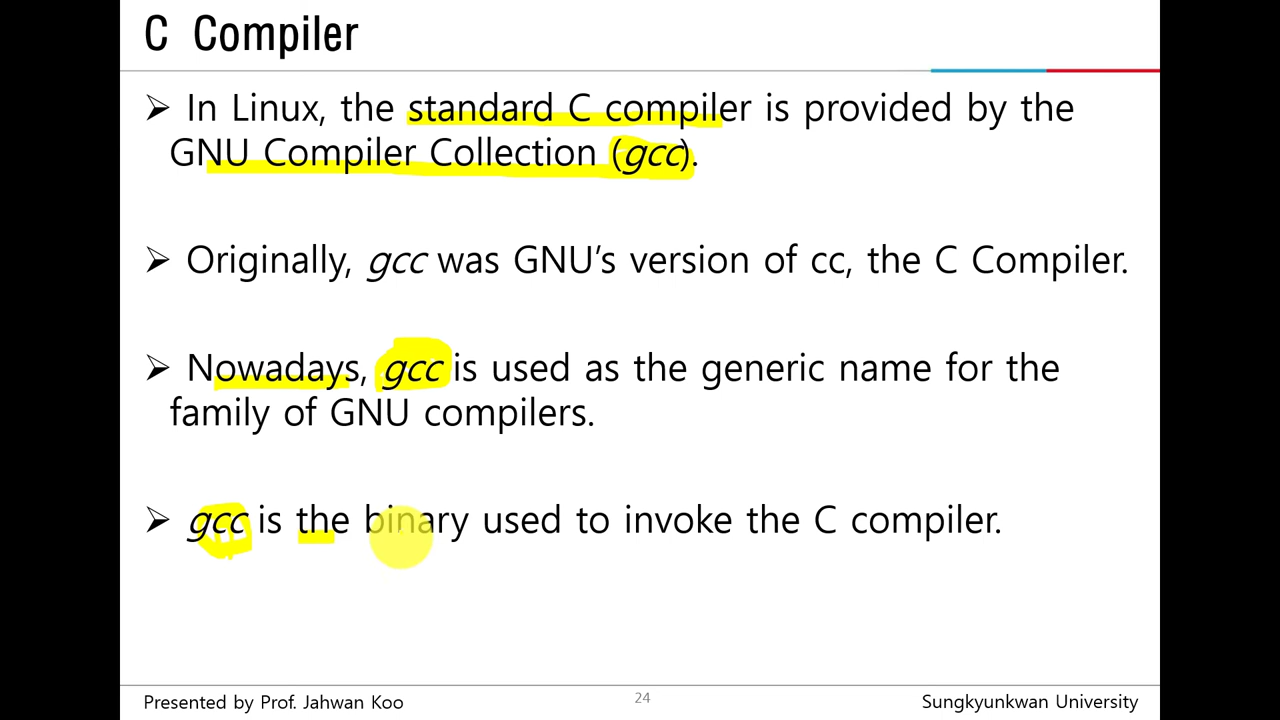 C Compiler
➢ In Linux, the standard C compiler is provided by the
GNU Compiler Collection (gcc).
➢ Originally, gcc was GNU’s version of cc, the C Compiler.
➢ Nowadays, gcc is used as the generic name for the
family of GNU compilers.
➢ gcc is the binary used to invoke the C compiler.
Presented by Prof. Jahwan Koo
24
Sungkyunkwan University